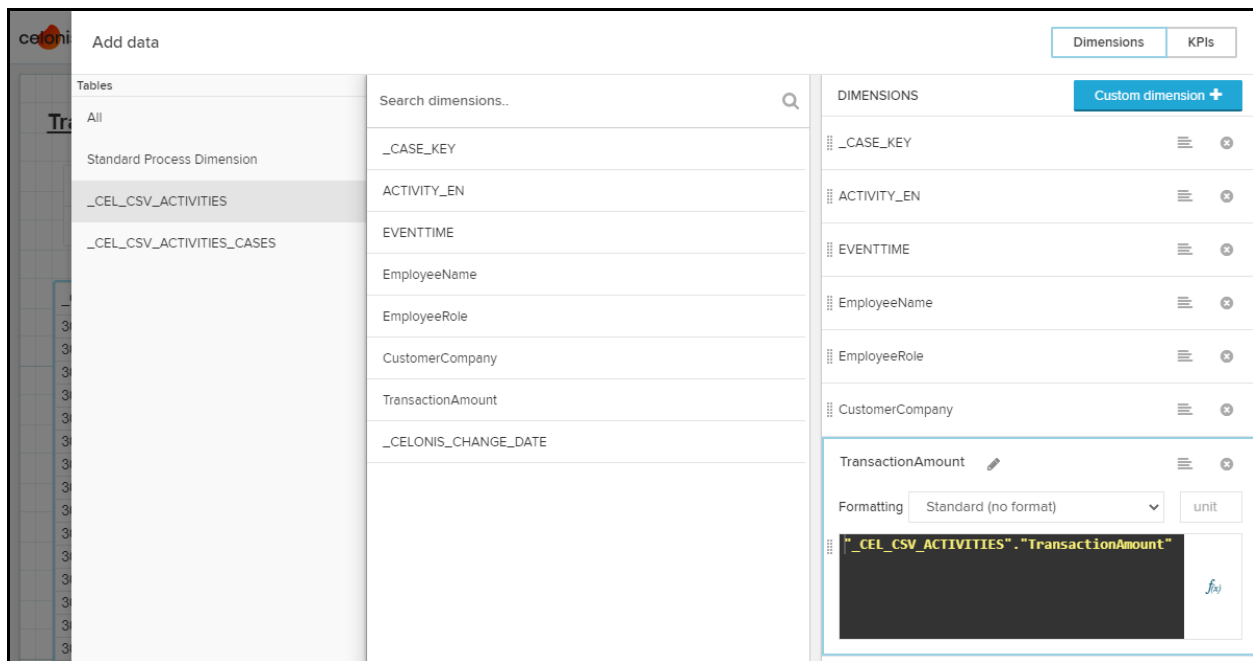 celoni
Add data
Dimensions
KPIs
Tables
All
Standard Process Dimension
_CEL_CSV_ACTIVITIES
_CEL_CSV_ACTIVITIES_CASES
Search dimensions..
_CASE_KEY
ACTIVITY_EN
EVENTTIME
EmployeeName
EmployeeRole
CustomerCompany
TransactionAmount
_CELONIS_CHANGE_DATE
DIMENSIONS
Custom dimension +
_CASE_KEY
ACTIVITY_EN
EVENTTIME
EmployeeName
EmployeeRole
CustomerCompany
TransactionAmount
Formatting Standard (no format) unit
"_CEL_CSV_ACTIVITIES"."TransactionAmount"
f(x)